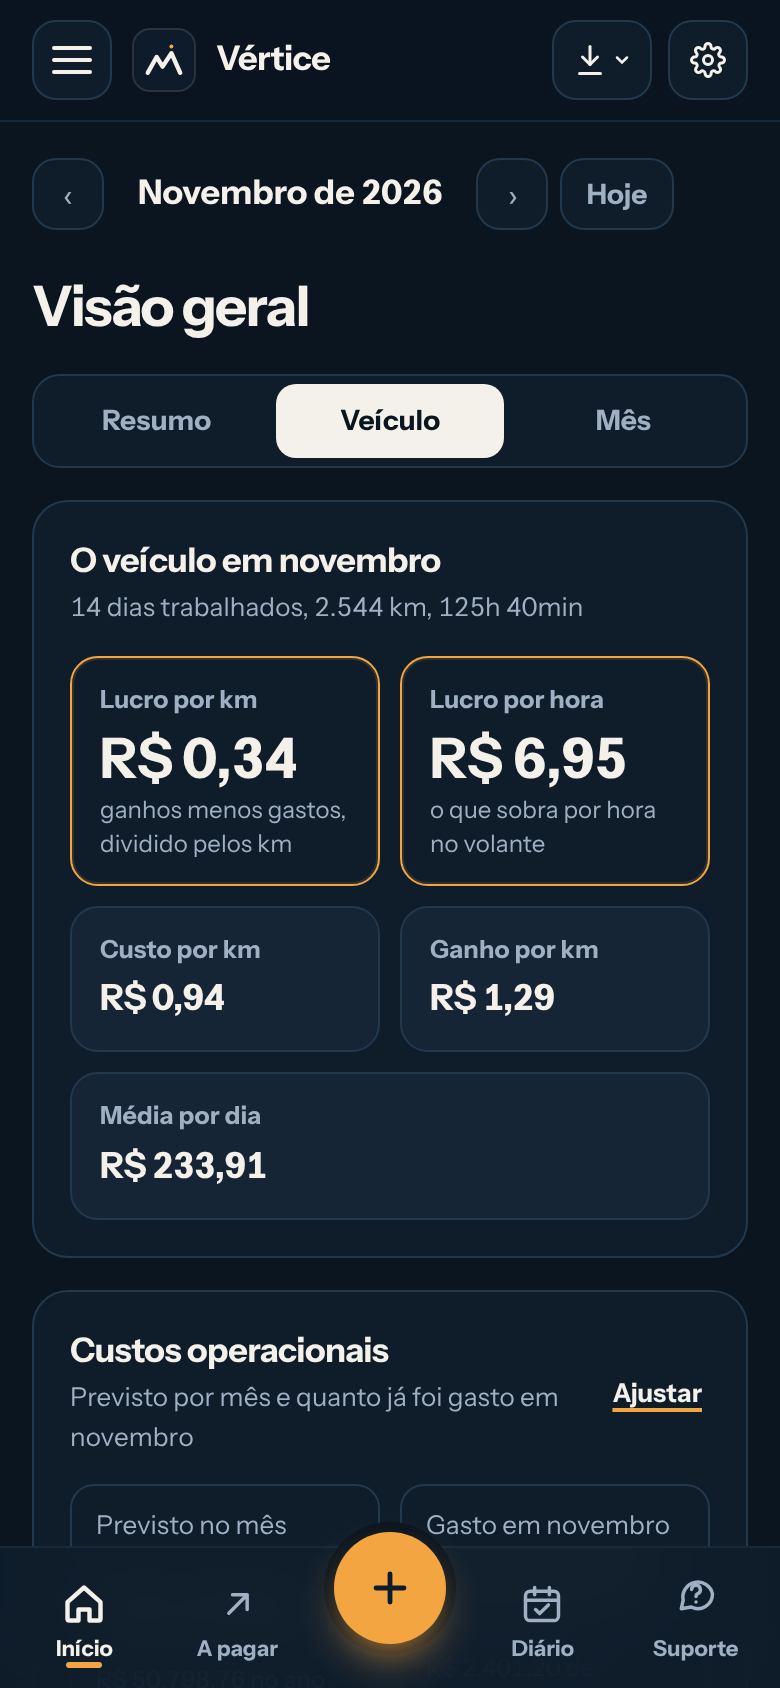 Vértice
‹ Novembro de 2026 › Hoje
Visão geral
Resumo Veículo Mês
O veículo em novembro
14 dias trabalhados, 2.544 km, 125h 40min
Lucro por km
R$ 0,34
ganhos menos gastos,
dividido pelos km
Lucro por hora
R$ 6,95
o que sobra por hora
no volante
Custo por km
R$ 0,94
Ganho por km
R$ 1,29
Média por dia
R$ 233,91
Custos operacionais
Previsto por mês e quanto já foi gasto em
novembro
Ajustar
Previsto no mês
Gasto em novembro
Início A pagar + Diário Suporte